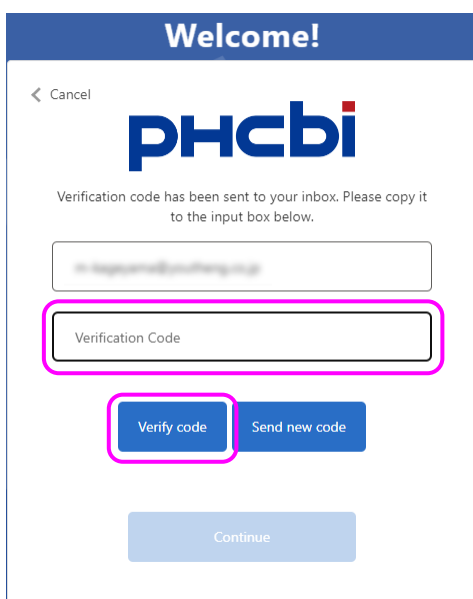 Welcome!
Cancel
PHCbi
Verification code has been sent to your inbox. Please copy it
to the input box below.
Verification Code
Verify code
Send new code
Continue